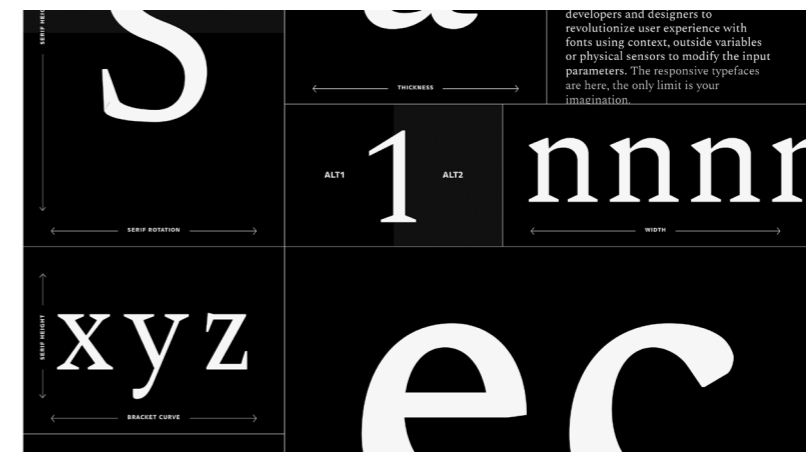 SERIF HEIG
S
SERIF ROTATION
THICKNESS
developers and designers to
revolutionize user experience with
fonts using context, outside variables
or physical sensors to modify the input
parameters. The responsive typefaces
are here, the only limit is your
imagination.
ALT1
1
ALT2
nnnn
WIDTH
SERIF HEIGHT
xyz
BRACKET CURVE
ec